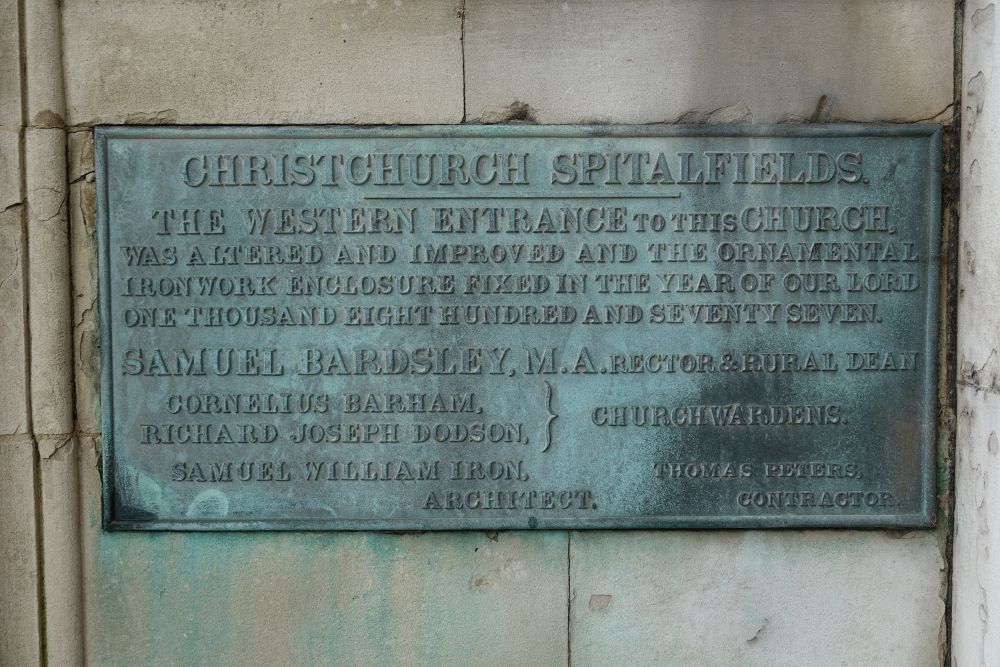 CHRISTCHURCH SPITALFIELDS.
THE WESTERN ENTRANCE TO THIS CHURCH,
WAS ALTERED AND IMPROVED AND THE ORNAMENTAL
IRONWORK ENCLOSURE FIXED IN THE YEAR OF OUR LORD
ONE THOUSAND EIGHT HUNDRED AND SEVENTY SEVEN.
SAMUEL BARDSLEY, M.A. RECTOR & RURAL DEAN
CORNELIUS BARHAM,
RICHARD JOSEPH DODSON, } CHURCHWARDENS.
SAMUEL WILLIAM IRON, THOMAS PETERS,
ARCHITECT. CONTRACTOR.